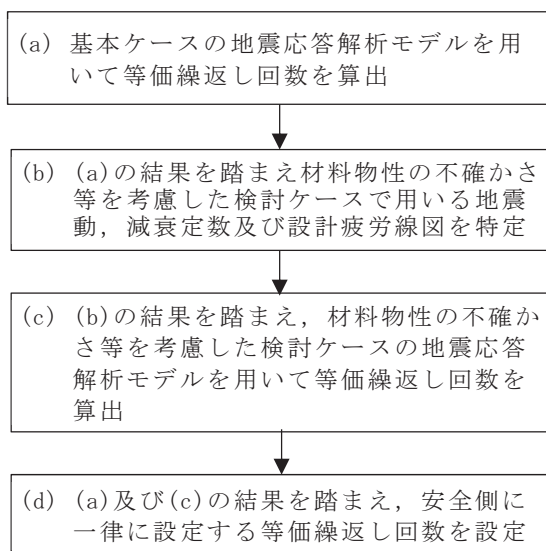 (a) 基本ケースの地震応答解析モデルを用
いて等価繰返し回数を算出
(b) (a)の結果を踏まえ材料物性の不確かさ
等を考慮した検討ケースで用いる地震
動，減衰定数及び設計疲労線図を特定
(c) (b)の結果を踏まえ，材料物性の不確か
さ等を考慮した検討ケースの地震応答
解析モデルを用いて等価繰返し回数を
算出
(d) (a)及び(c)の結果を踏まえ，安全側に
一律に設定する等価繰返し回数を設定